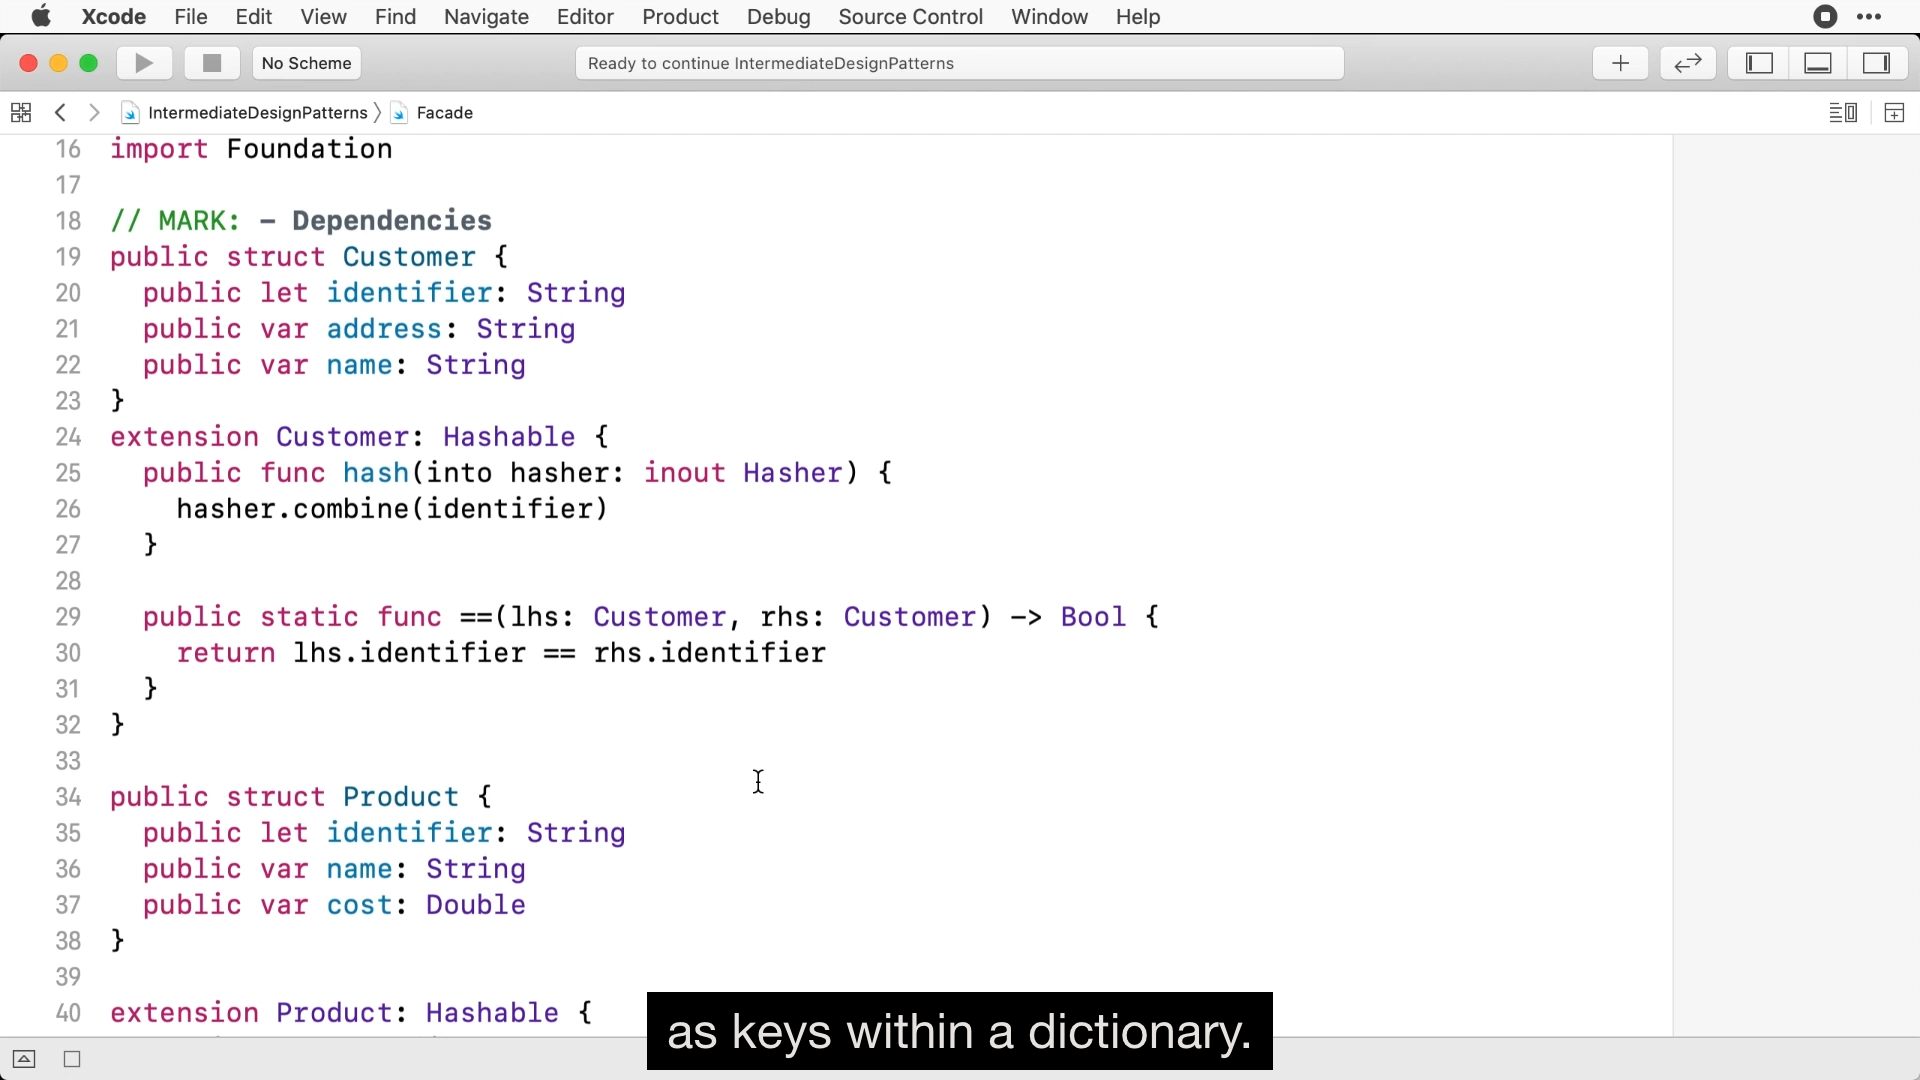 Xcode File Edit View Find Navigate Editor Product Debug Source Control Window Help
No Scheme
Ready to continue IntermediateDesignPatterns
IntermediateDesignPatterns Facade
16 import Foundation
17
18 // MARK: - Dependencies
19 public struct Customer {
20 public let identifier: String
21 public var address: String
22 public var name: String
23 }
24 extension Customer: Hashable {
25 public func hash(into hasher: inout Hasher) {
26 hasher.combine(identifier)
27 }
28
29 public static func ==(lhs: Customer, rhs: Customer) -> Bool {
30 return lhs.identifier == rhs.identifier
31 }
32 }
33
34 public struct Product {
35 public let identifier: String
36 public var name: String
37 public var cost: Double
38 }
39
40 extension Product: Hashable {
as keys within a dictionary.